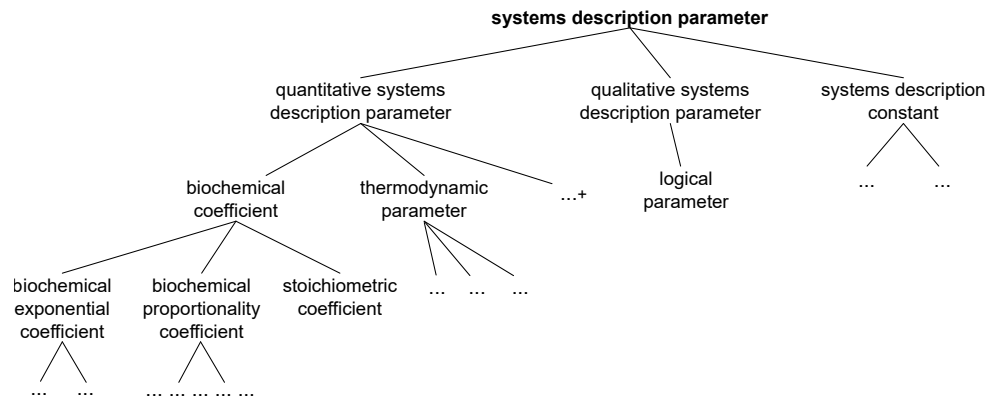 systems description parameter
quantitative systems
description parameter
qualitative systems
description parameter
systems description
constant
biochemical
coefficient
thermodynamic
parameter
...+
logical
parameter
... ...
biochemical
exponential
coefficient
biochemical
proportionality
coefficient
stoichiometric
coefficient
... ... ...
... ...
... ... ... ... ...